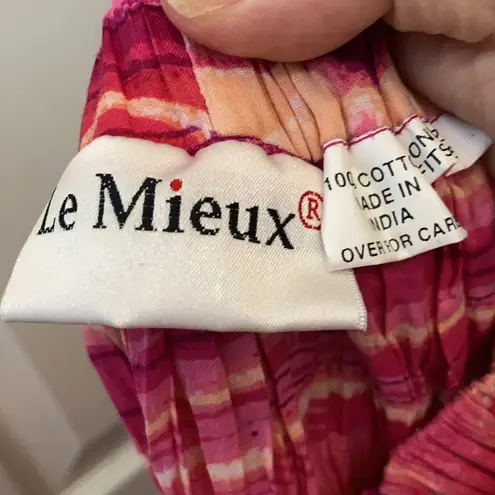 Le Mieux®
100 COTTON
MADE IN
INDIA
OVER FOR CARE